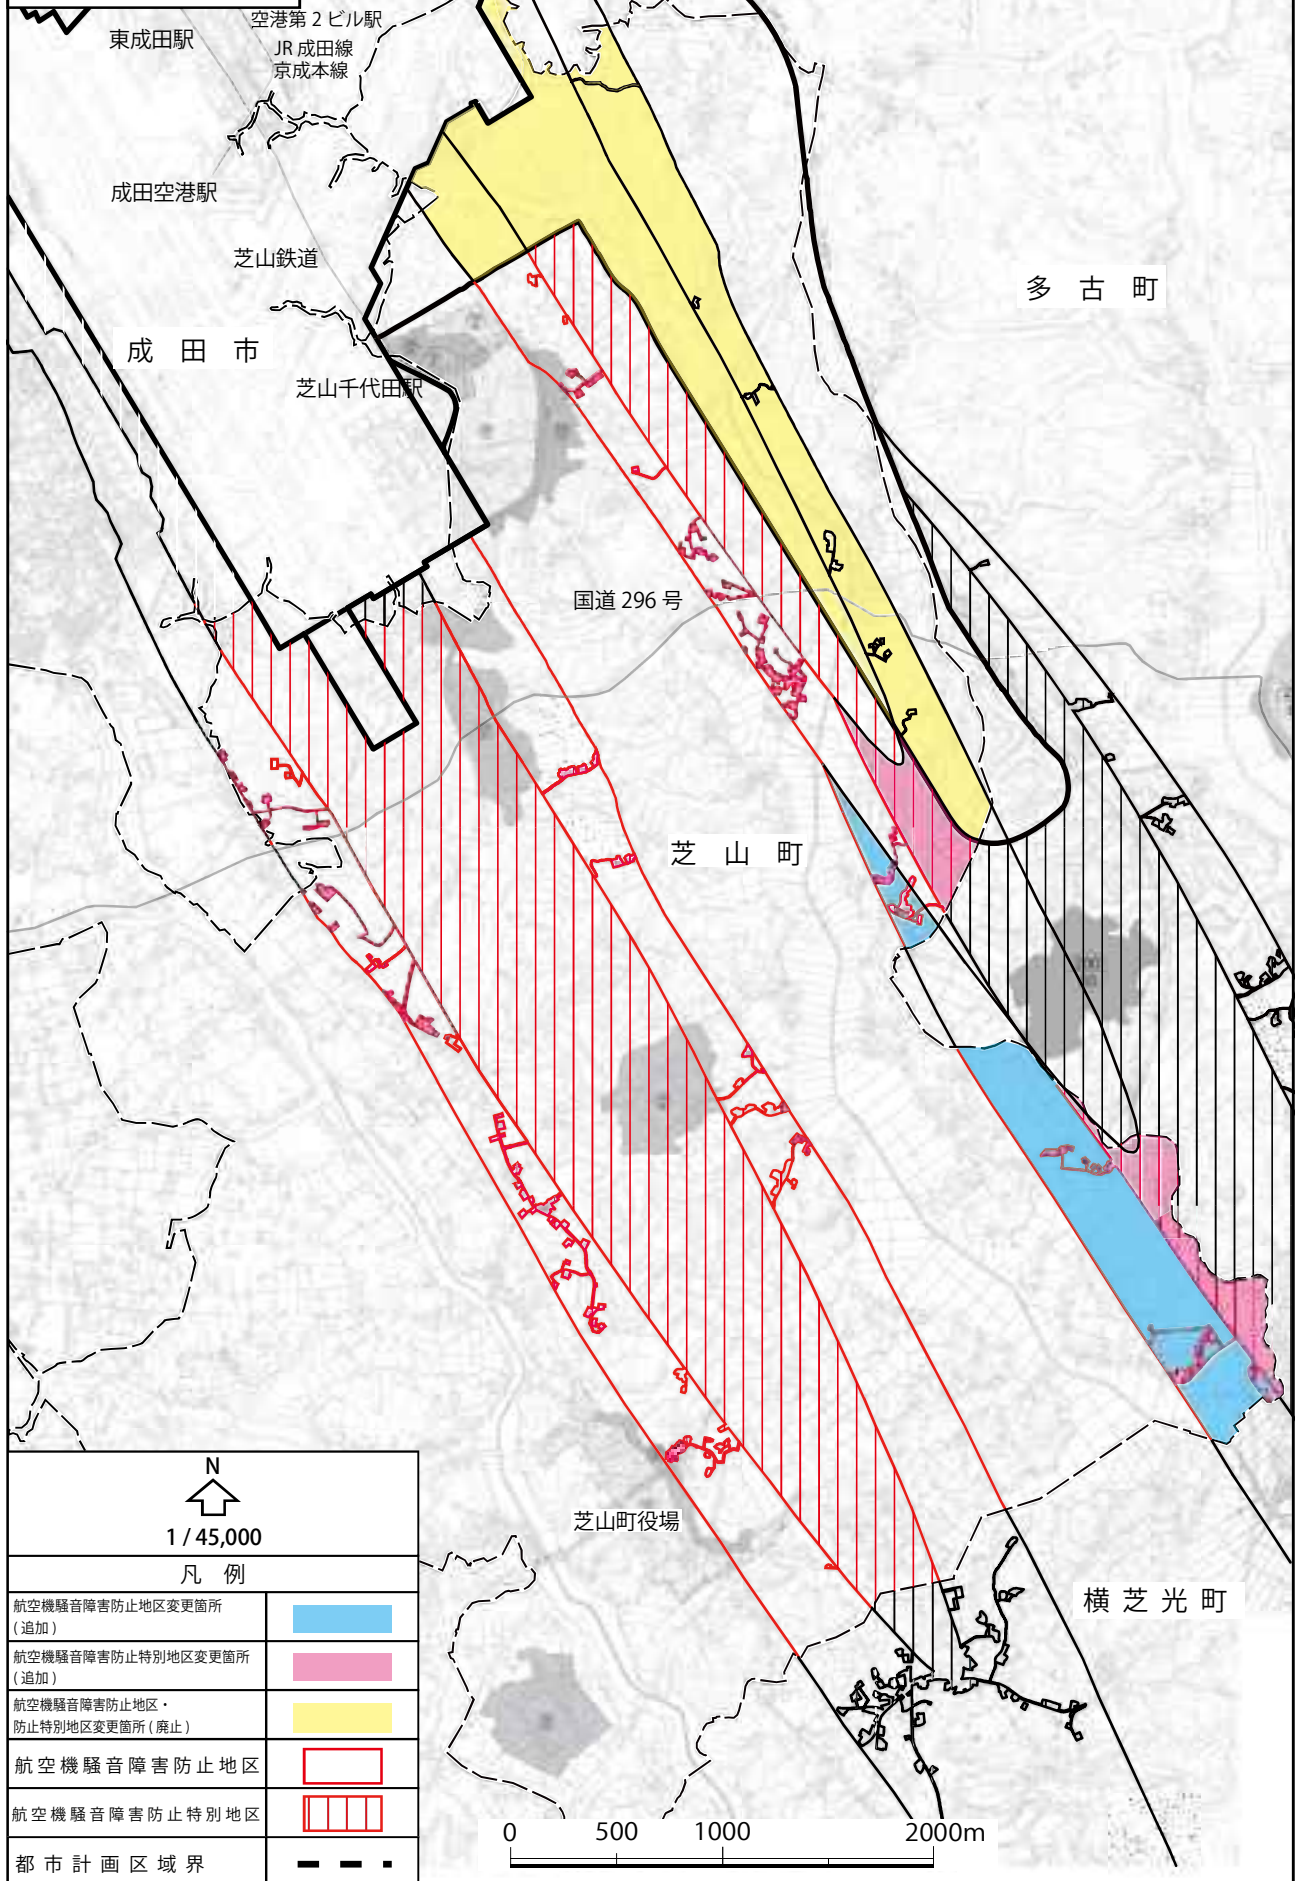 空港第2ビル駅
東成田駅
JR 成田線
京成本線
成田空港駅
芝山鉄道
多古町
成田市
芝山千代田駅
国道 296 号
芝山町
N
1 / 45,000
芝山町役場
凡例
横芝光町
航空機騒音障害防止地区変更箇所
( 追加 )
航空機騒音障害防止特別地区変更箇所
( 追加 )
航空機騒音障害防止地区・
防止特別地区変更箇所 ( 廃止 )
航空機騒音障害防止地区
航空機騒音障害防止特別地区
都市計画区域界
0 500 1000 2000m